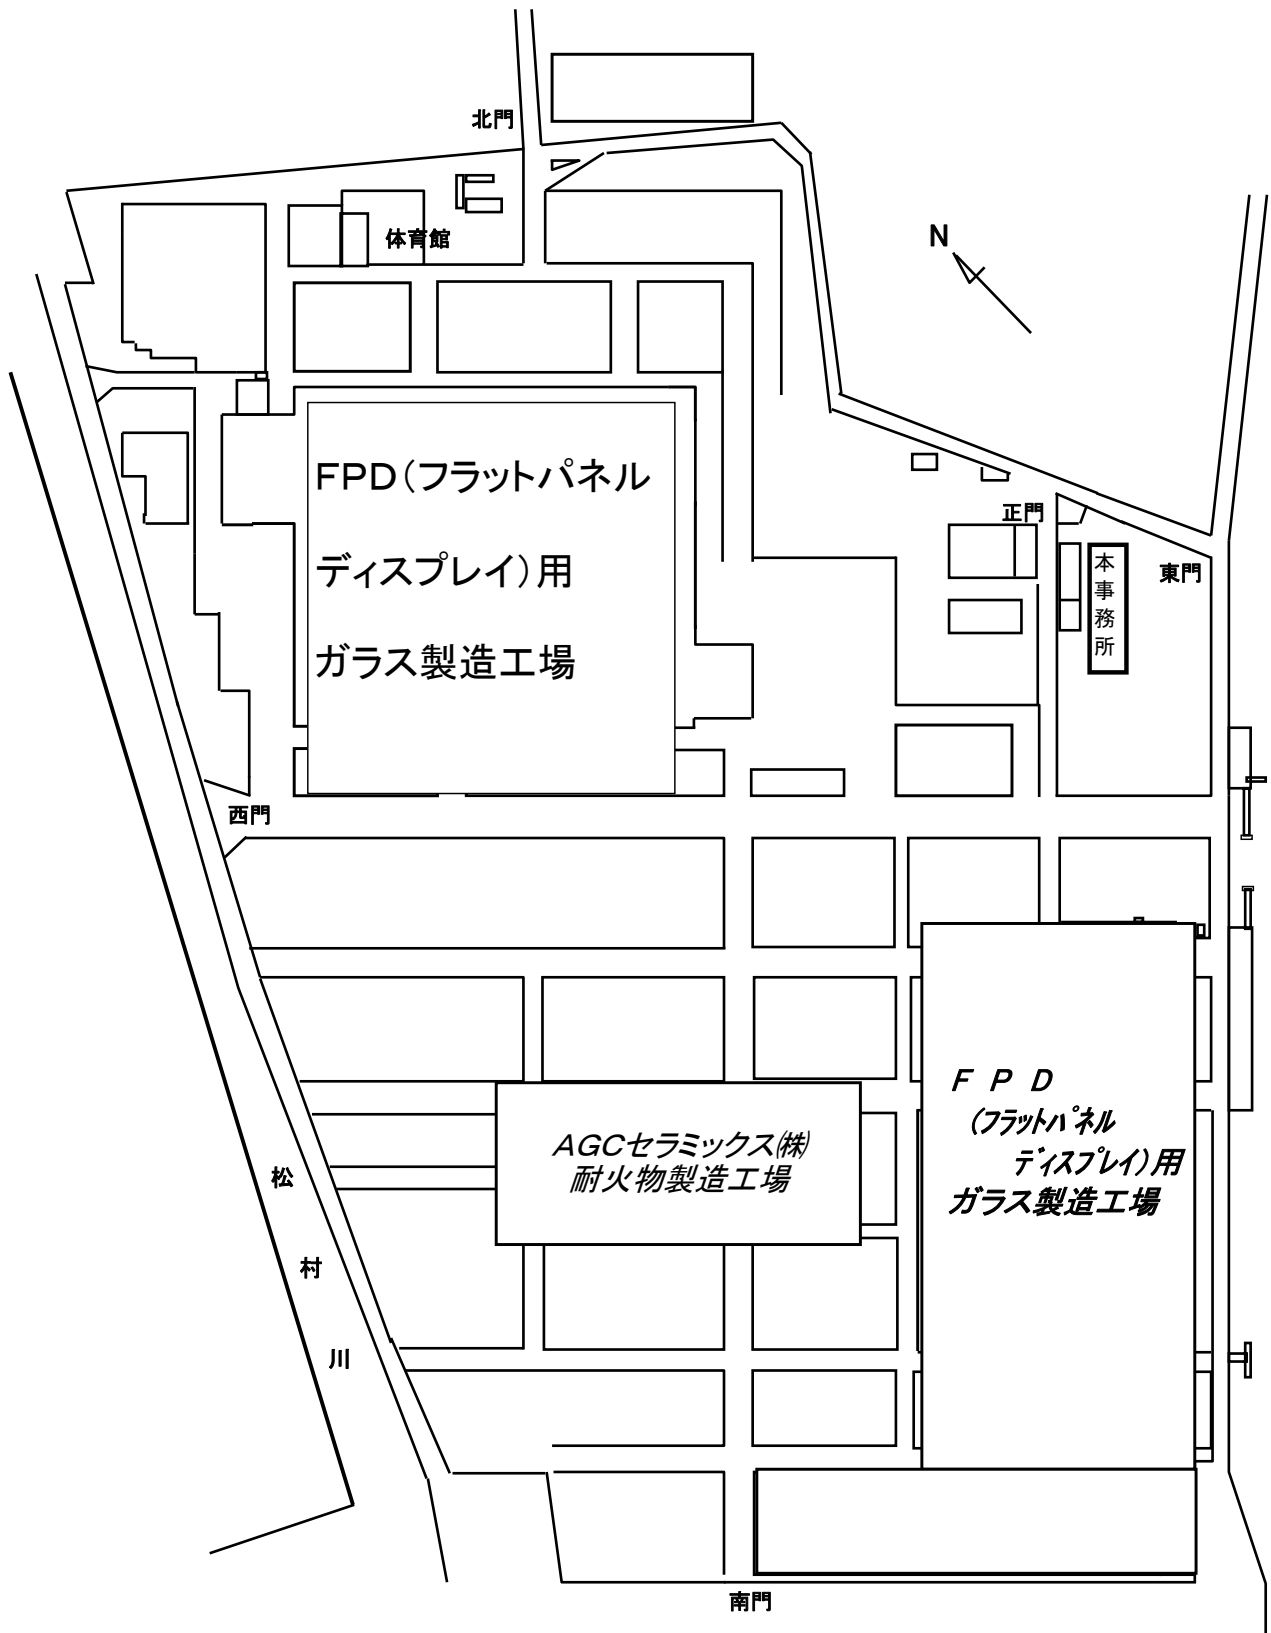 北門
体育館
N
FPD(フラットパネル
ディスプレイ)用
ガラス製造工場
正門
本事務所
東門
西門
FPD
(フラットパネル
ディスプレイ)用
ガラス製造工場
AGCセラミックス㈱
耐火物製造工場
松村川
南門